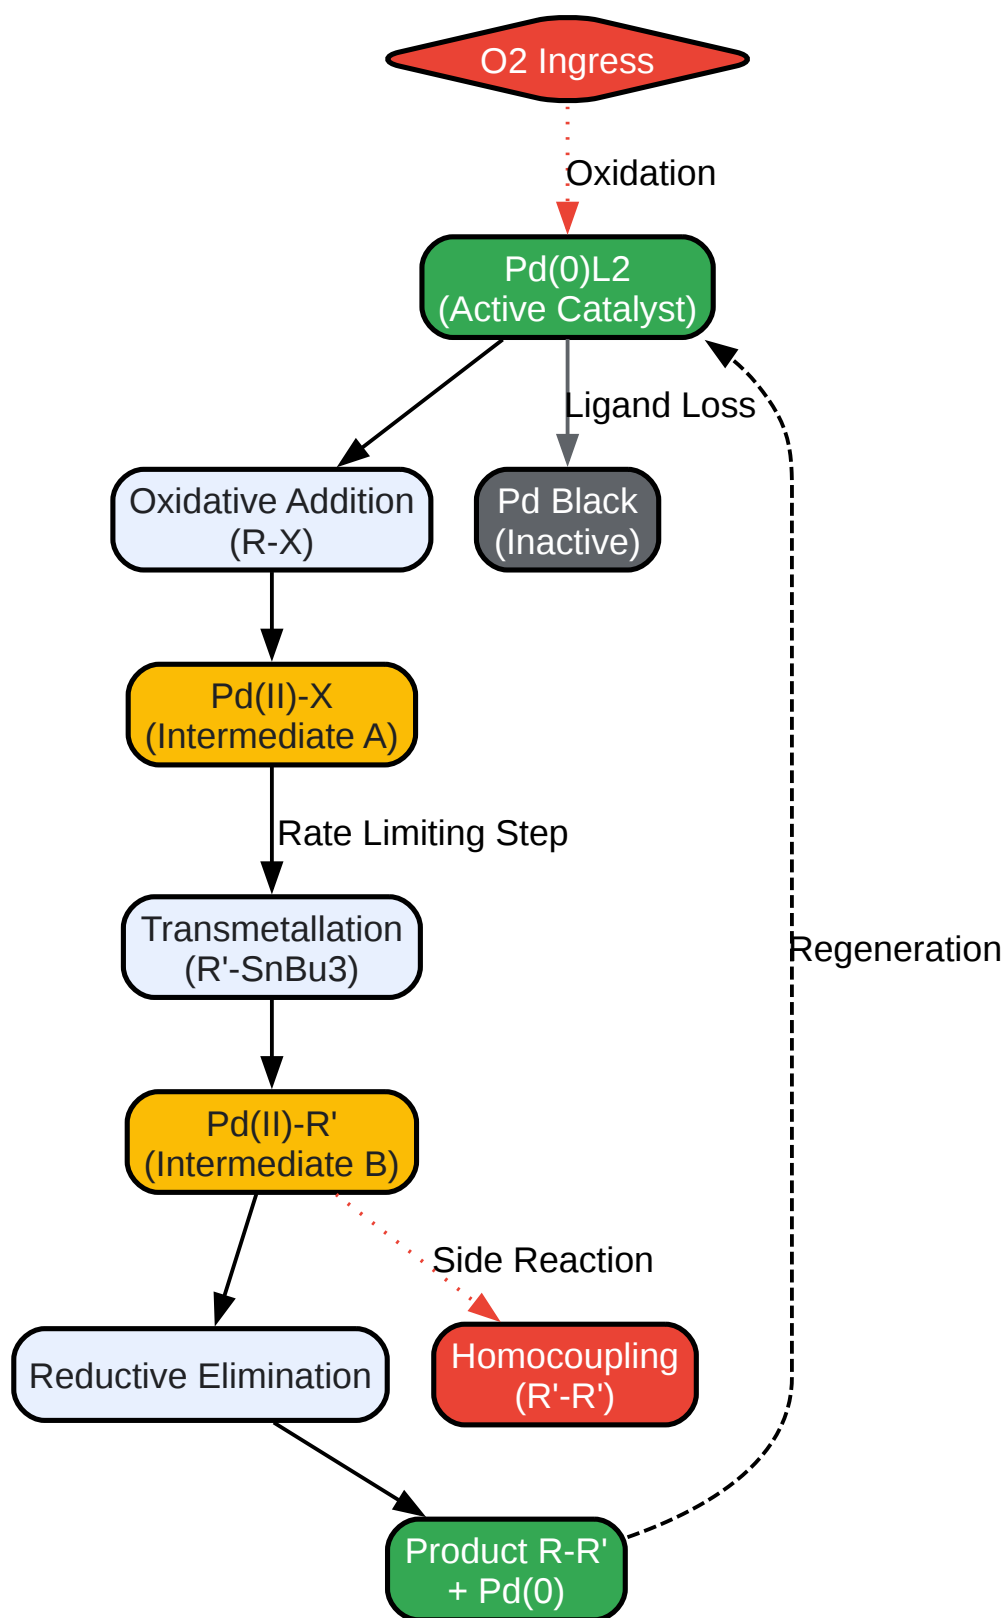 O2 Ingress
Oxidation
Pd(0)L2
(Active Catalyst)
Ligand Loss
Oxidative Addition
(R-X)
Pd Black
(Inactive)
Pd(II)-X
(Intermediate A)
Rate Limiting Step
Transmetallation
(R'-SnBu3)
Regeneration
Pd(II)-R'
(Intermediate B)
Side Reaction
Reductive Elimination
Homocoupling
(R'-R')
Product R-R'
+ Pd(0)